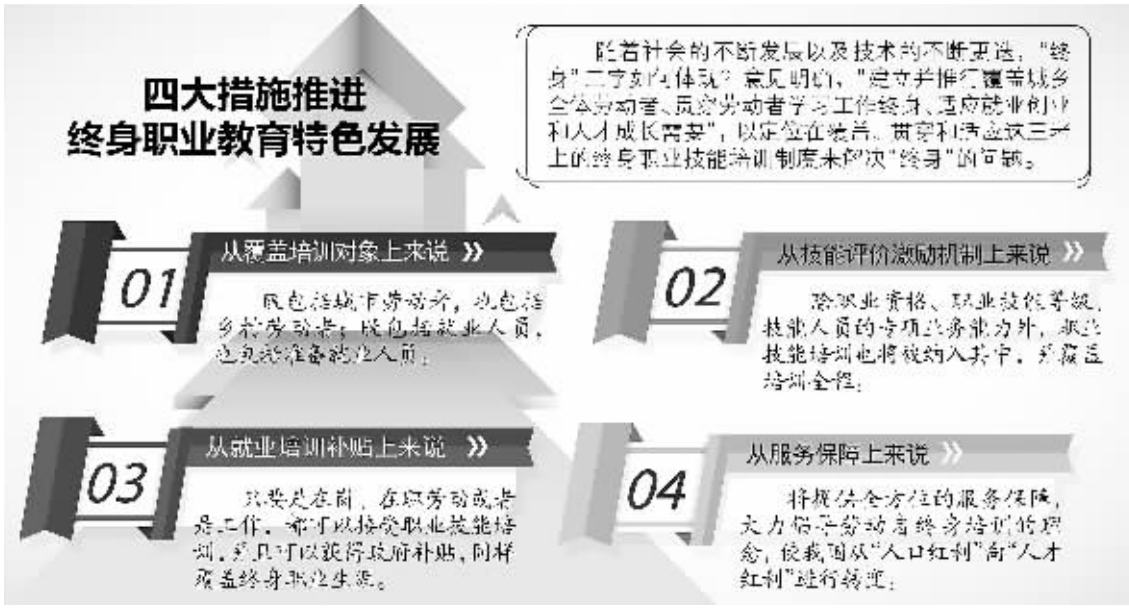 四大措施推进
终身职业教育特色发展
随着社会的不断发展以及技术的不断更迭，“终
身”二字如何体现？意见明确，“建立并推行覆盖城乡
全体劳动者、贯穿劳动者学习工作终身、适应就业创业
和人才成长需要”，以定位在覆盖、贯穿和适应这三者
上的终身职业技能培训制度来解决“终身”的问题。
01
从覆盖培训对象上来说 »
既包括城市劳动者，也包括
乡村劳动者；既包括就业人员，
也包括准备就业人员；
02
从技能评价激励机制上来说 »
除职业资格、职业技能等级、
技能人员的专项业务能力外，职业
技能培训也将被纳入其中，并覆盖
培训全程；
03
从就业培训补贴上来说 »
只要是在岗、在职劳动或者
是工作，都可以接受职业技能培
训，并且可以获得政府补贴，同样
覆盖终身职业生涯。
04
从服务保障上来说 »
将提供全方位的服务保障，
大力倡导劳动者终身培训的理
念，使我国从“人口红利”向“人才
红利”进行转变；